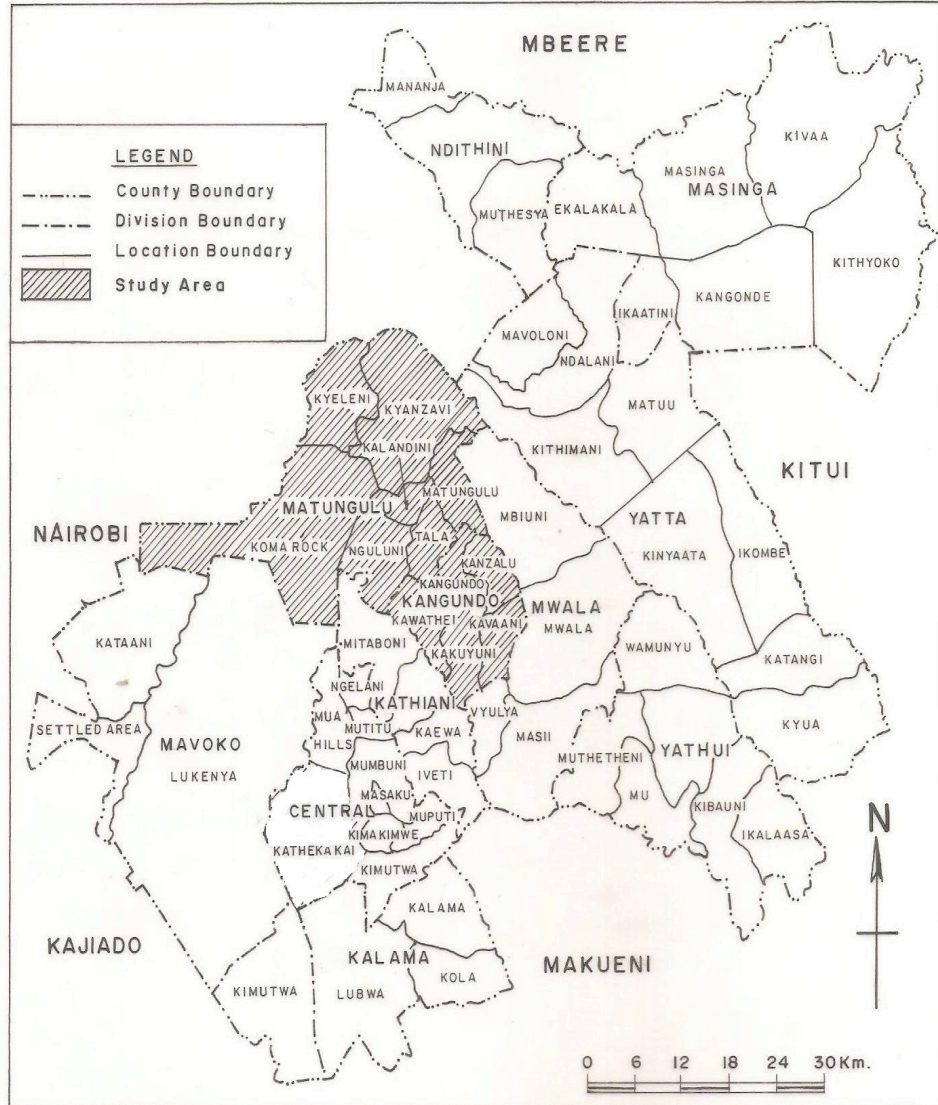 MBEERE
MANANJA
LEGEND
County Boundary
Division Boundary
Location Boundary
Study Area
NDITHINI
KIVAA
MASINGA
MASINGA
MUTHESYA
EKALAKALA
KITHYOKO
KANGONDE
IKAATINI
MAVOLONI
NDALANI
KYELENI
KYANZAVI
MATUU
KALANDINI
KITHIMANI
KITUI
MATUNGULU
MATUNGULU
MBIUNI
YATTA
NAIROBI
TALA
KOMA ROCK
NGULUNI
KANZALU
KINYAATA
IKOMBE
KANGUNDO
KANGUNDO
MWALA
KAWATHEI
KAVAANI
MWALA
KATAANI
MITABONI
KAKUYUNI
WAMUNYU
KATANGI
NGELANI
KATHIANI
SETTLED AREA
MUA
HILLS
MUTITU
VYULYA
KAEWA
MASII
KYUA
MAVOKO
LUKENYA
MUTHETHENI
YATHUI
MUMBUNI
IVETI
MASAKU
MU
KIBAUNI
CENTRAL
MUPUTI
IKALAASA
N
KIMAKIMWE
KATHEKAKAI
KIMUTWA
KALAMA
KAJIADO
KALAMA
MAKUENI
KIMUTWA
LUBWA
KOLA
0 6 12 18 24 30 Km.